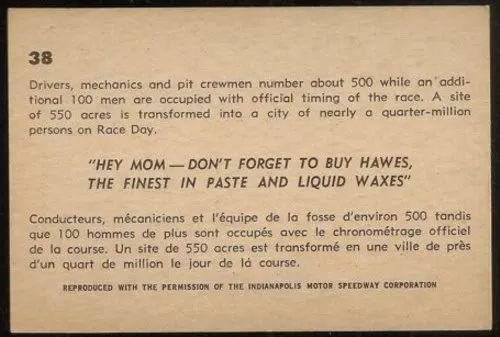 38
Drivers, mechanics and pit crewmen number about 500 while an addi-
tional 100 men are occupied with official timing of the race. A site
of 550 acres is transformed into a city of nearly a quarter-million
persons on Race Day.
"HEY MOM — DON'T FORGET TO BUY HAWES,
THE FINEST IN PASTE AND LIQUID WAXES"
Conducteurs, mécaniciens et l'équipe de la fosse d'environ 500 tandis
que 100 hommes de plus sont occupés avec le chronométrage officiel
de la course. Un site de 550 acres est transformé en une ville de près
d'un quart de million le jour de là course.
REPRODUCED WITH THE PERMISSION OF THE INDIANAPOLIS MOTOR SPEEDWAY CORPORATION